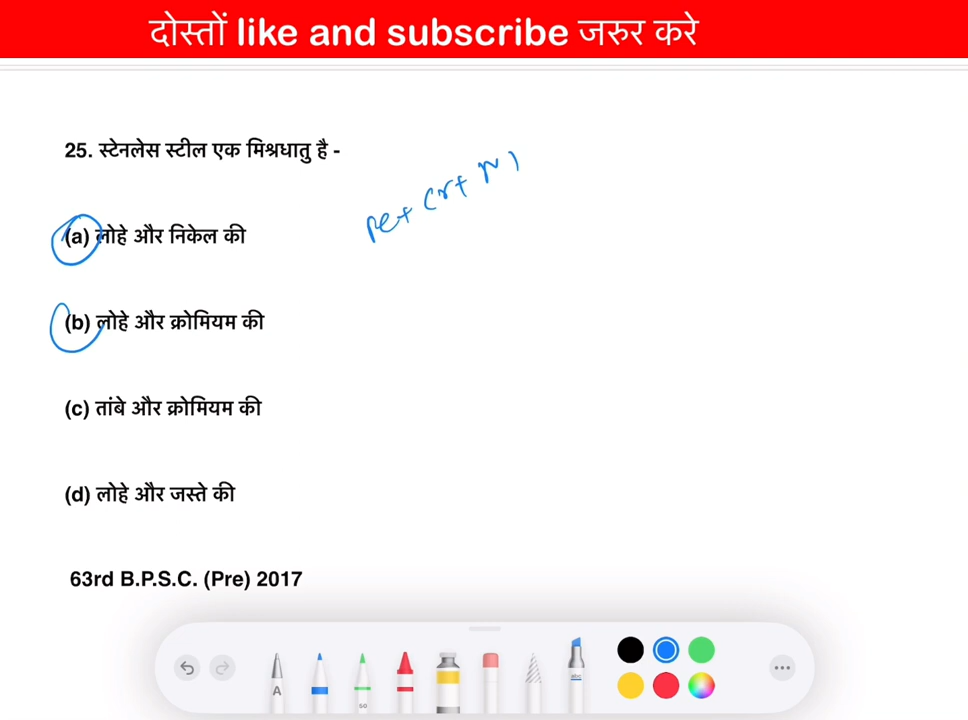 दोस्तों like and subscribe जरुर करे
25. स्टेनलेस स्टील एक मिश्रधातु है -
Fe+ Cr+ Ni
(a) लोहे और निकेल की
(b) लोहे और क्रोमियम की
(c) तांबे और क्रोमियम की
(d) लोहे और जस्ते की
63rd B.P.S.C. (Pre) 2017
A